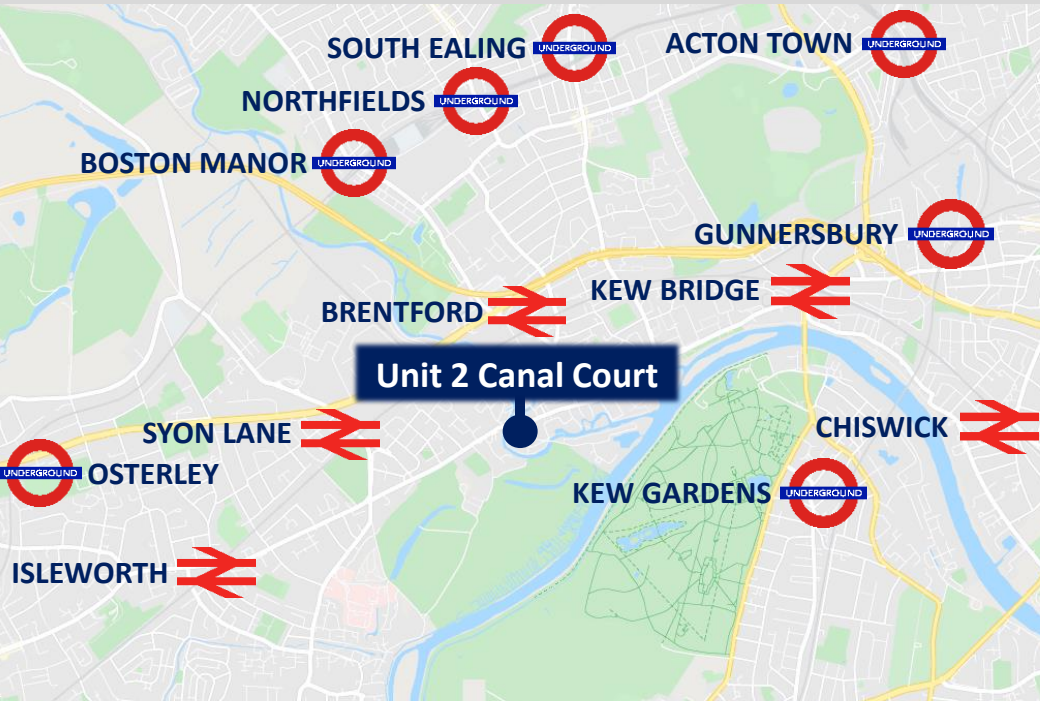 SOUTH EALING UNDERGROUND
ACTON TOWN UNDERGROUND
NORTHFIELDS UNDERGROUND
BOSTON MANOR UNDERGROUND
GUNNERSBURY UNDERGROUND
KEW BRIDGE
BRENTFORD
Unit 2 Canal Court
CHISWICK
SYON LANE
UNDERGROUND OSTERLEY
KEW GARDENS UNDERGROUND
ISLEWORTH